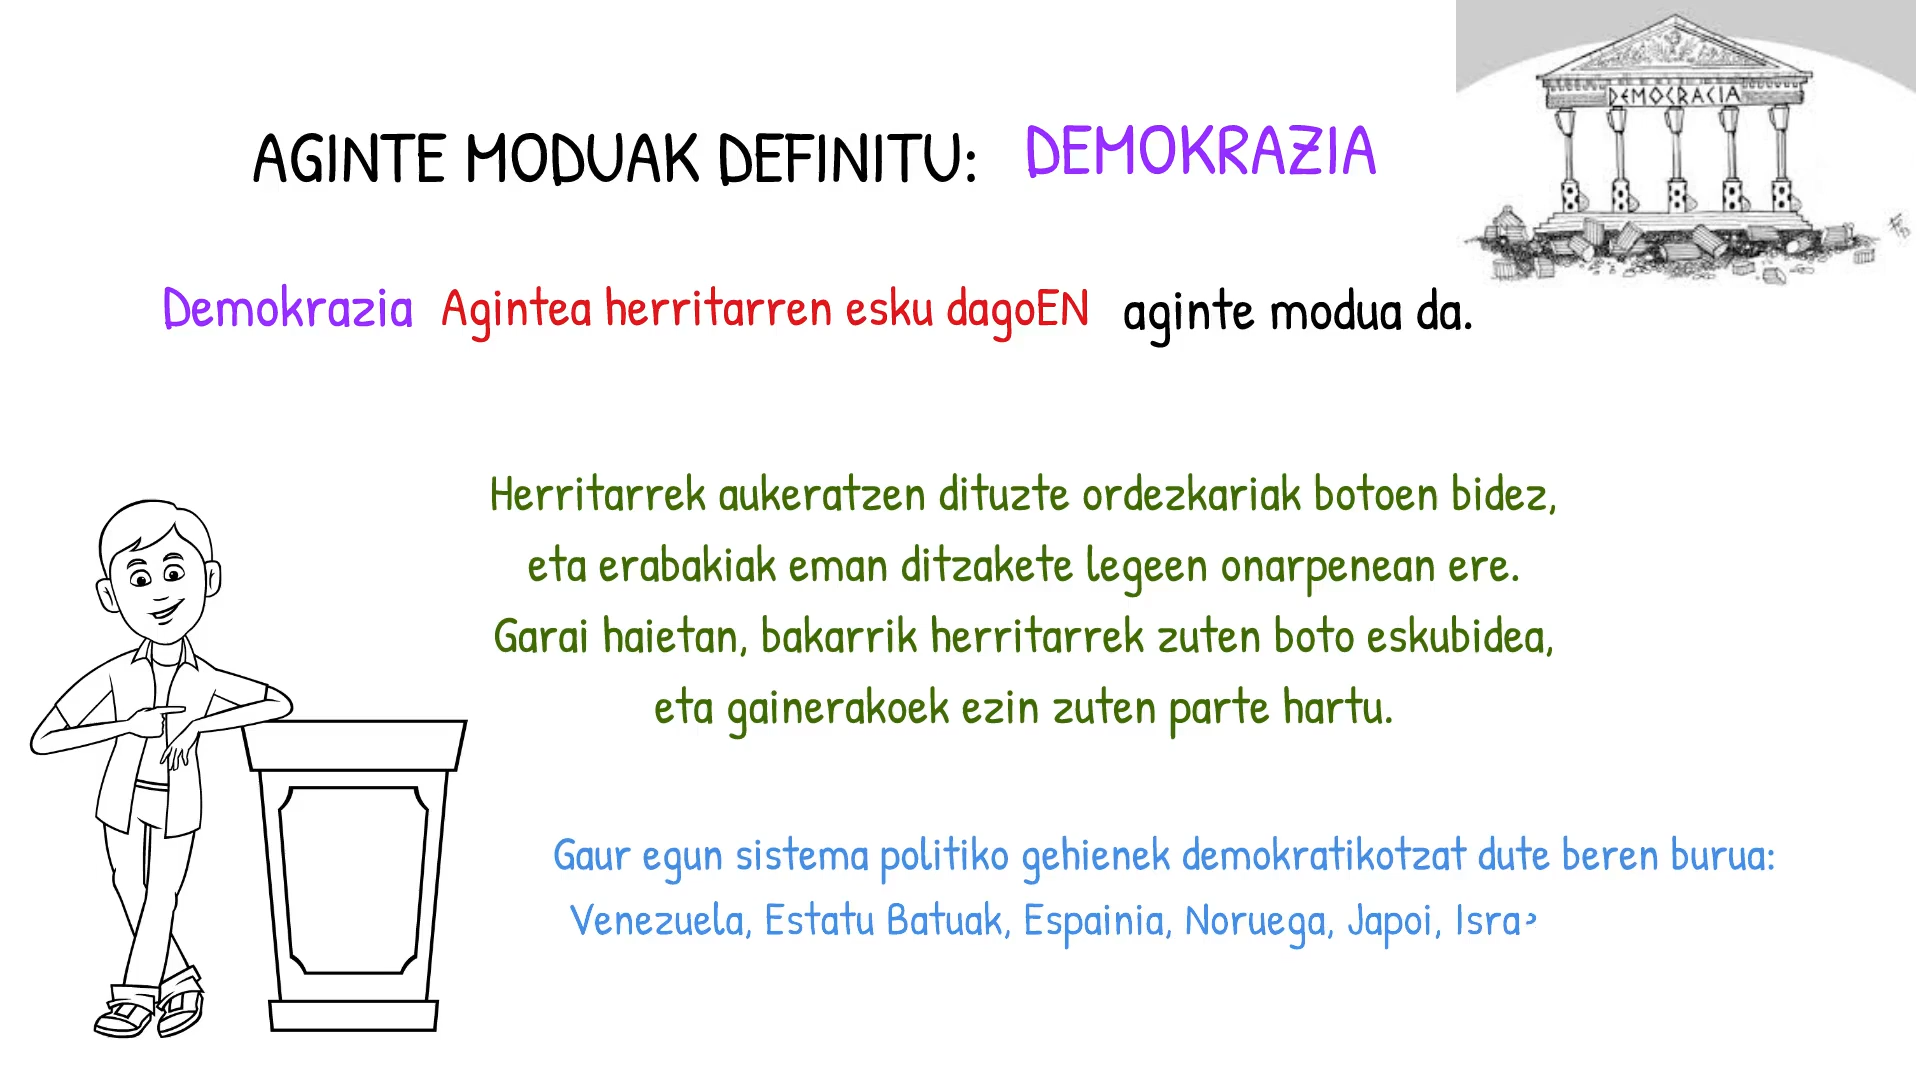 DEMOCRACIA
AGINTE MODUAK DEFINITU: DEMOKRAZIA
Demokrazia Agintea herritarren esku dagoEN aginte modua da.
Herritarrek aukeratzen dituzte ordezkariak botoen bidez,
eta erabakiak eman ditzakete legeen onarpenean ere.
Garai haietan, bakarrik herritarrek zuten boto eskubidea,
eta gainerakoek ezin zuten parte hartu.
Gaur egun sistema politiko gehienek demokratikotzat dute beren burua:
Venezuela, Estatu Batuak, Espainia, Noruega, Japoi, Isra